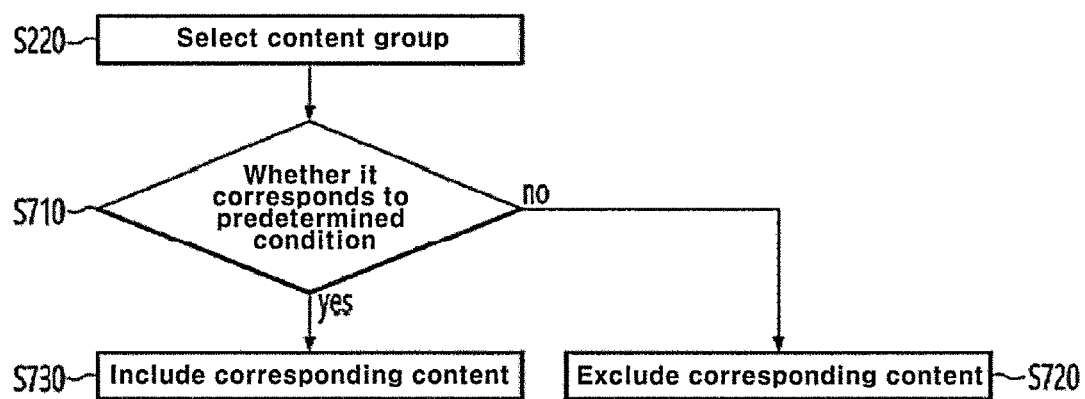 S220
Select content group
S710
Whether it
corresponds to
predetermined
condition
no
yes
S730
Include corresponding content
Exclude corresponding content
S720